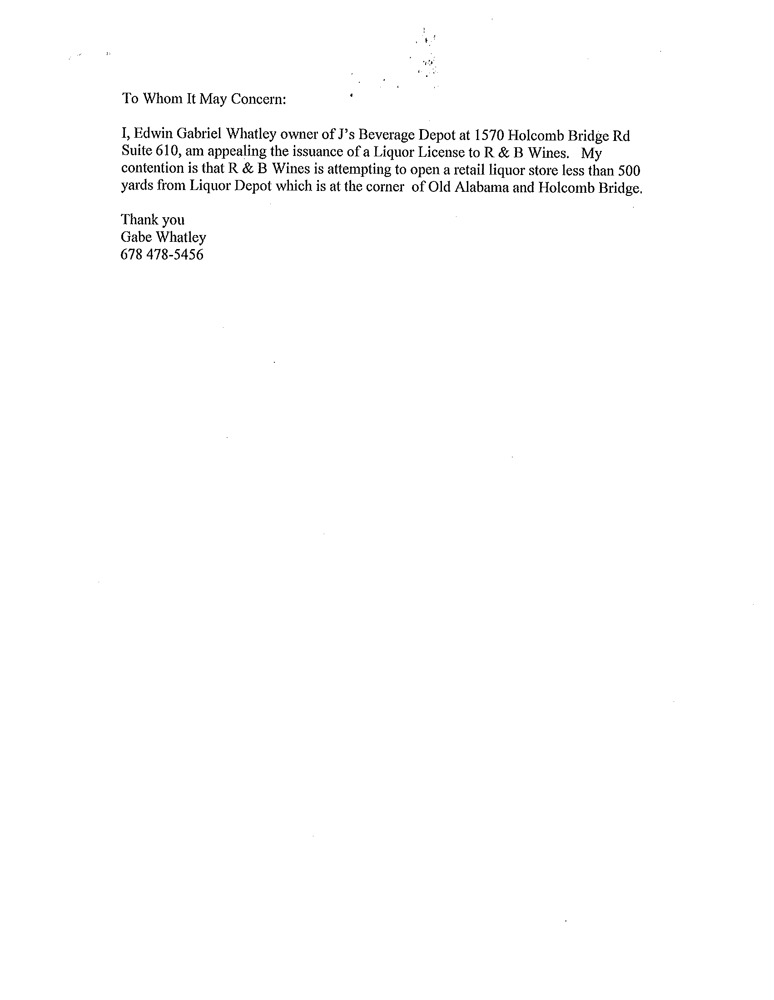 To Whom It May Concern:
I, Edwin Gabriel Whatley owner of J's Beverage Depot at 1570 Holcomb Bridge Rd
Suite 610, am appealing the issuance of a Liquor License to R & B Wines. My
contention is that R & B Wines is attempting to open a retail liquor store less than 500
yards from Liquor Depot which is at the corner of Old Alabama and Holcomb Bridge.
Thank you
Gabe Whatley
678 478-5456